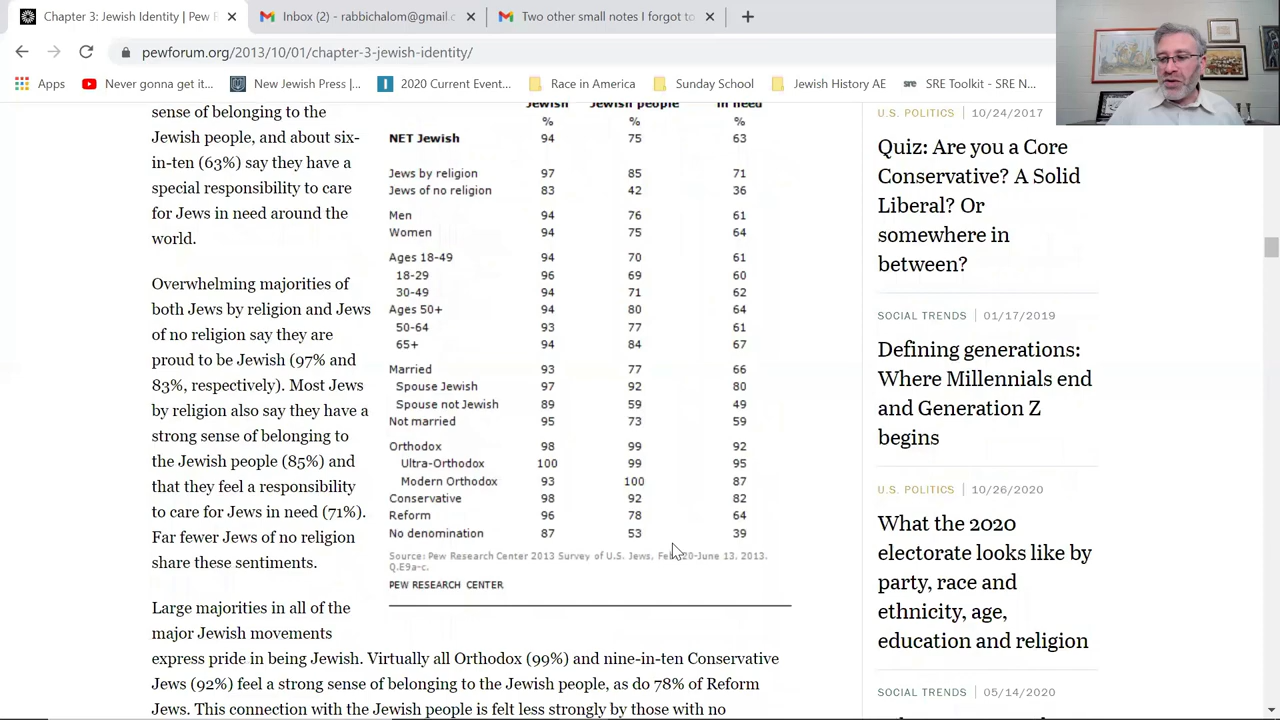 Chapter 3: Jewish Identity | Pew F
Inbox (2) - rabbichalom@gmail.c
Two other small notes I forgot to
pewforum.org/2013/10/01/chapter-3-jewish-identity/
Apps
Never gonna get it...
New Jewish Press |...
2020 Current Event...
Race in America
Sunday School
Jewish History AE
SRE Toolkit - SRE N...
sense of belonging to the
Jewish people, and about six-
in-ten (63%) say they have a
special responsibility to care
for Jews in need around the
world.
Overwhelming majorities of
both Jews by religion and Jews
of no religion say they are
proud to be Jewish (97% and
83%, respectively). Most Jews
by religion also say they have a
strong sense of belonging to
the Jewish people (85%) and
that they feel a responsibility
to care for Jews in need (71%).
Far fewer Jews of no religion
share these sentiments.
Large majorities in all of the
major Jewish movements
express pride in being Jewish. Virtually all Orthodox (99%) and nine-in-ten Conservative
Jews (92%) feel a strong sense of belonging to the Jewish people, as do 78% of Reform
Jews. This connection with the Jewish people is felt less strongly by those with no
Jewish Jewish people in need
% % %
NET Jewish 94 75 63
Jews by religion 97 85 71
Jews of no religion 83 42 36
Men 94 76 61
Women 94 75 64
Ages 18-49 94 70 61
18-29 96 69 60
30-49 94 71 62
Ages 50+ 94 80 64
50-64 93 77 61
65+ 94 84 67
Married 93 77 66
Spouse Jewish 97 92 80
Spouse not Jewish 89 59 49
Not married 95 73 59
Orthodox 98 99 92
Ultra-Orthodox 100 99 95
Modern Orthodox 93 100 87
Conservative 98 92 82
Reform 96 78 64
No denomination 87 53 39
Source: Pew Research Center 2013 Survey of U.S. Jews, Feb. 20-June 13, 2013.
Q.E9a-c.
PEW RESEARCH CENTER
U.S. POLITICS | 10/24/2017
Quiz: Are you a Core
Conservative? A Solid
Liberal? Or
somewhere in
between?
SOCIAL TRENDS | 01/17/2019
Defining generations:
Where Millennials end
and Generation Z
begins
U.S. POLITICS | 10/26/2020
What the 2020
electorate looks like by
party, race and
ethnicity, age,
education and religion
SOCIAL TRENDS | 05/14/2020